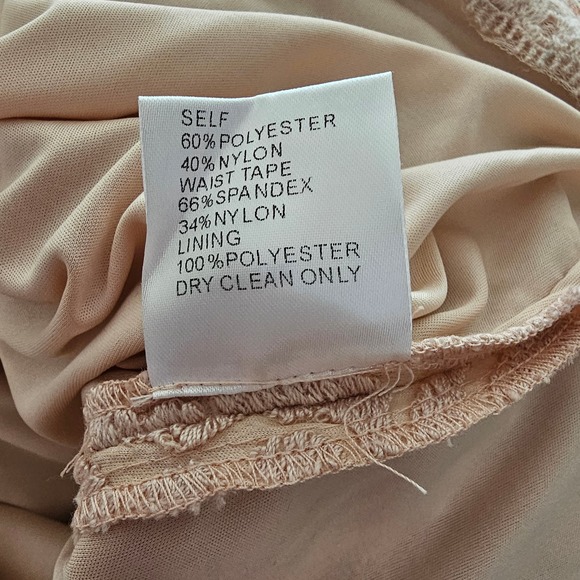 SELF
60%POLYESTER
40%NYLON
WAIST TAPE
66%SPANDEX
34%NYLON
LINING
100%POLYESTER
DRY CLEAN ONLY